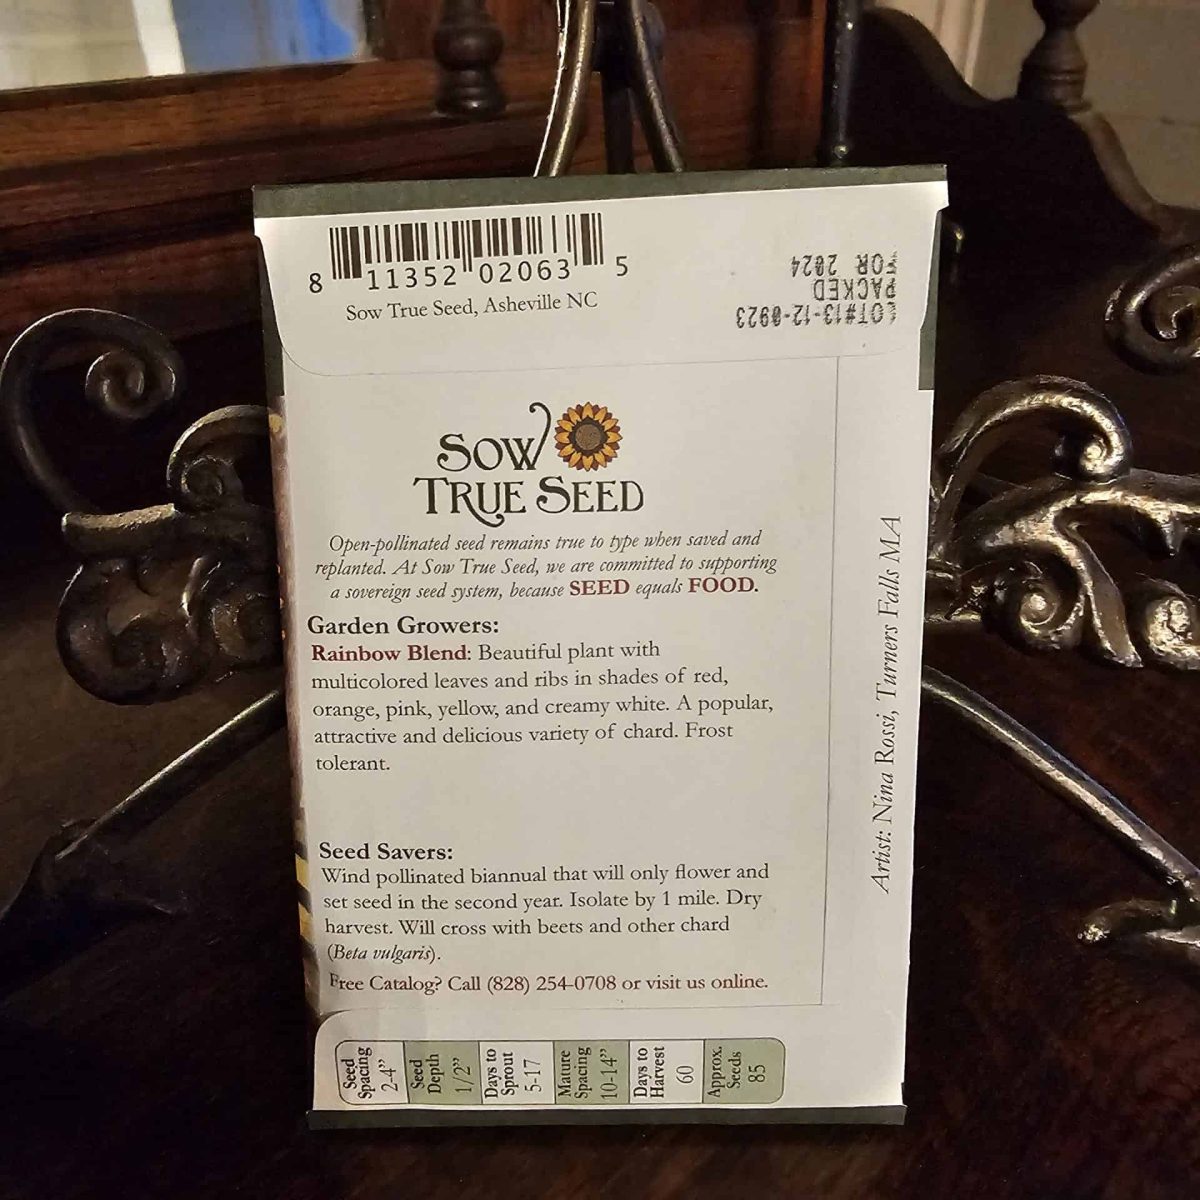 8 11352 02063 5
Sow True Seed, Asheville NC
LOT#13-12-0923
PACKED
FOR 2024
SOW
TRUE SEED
Open-pollinated seed remains true to type when saved and
replanted. At Sow True Seed, we are committed to supporting
a sovereign seed system, because SEED equals FOOD.
Garden Growers:
Rainbow Blend: Beautiful plant with
multicolored leaves and ribs in shades of red,
orange, pink, yellow, and creamy white. A popular,
attractive and delicious variety of chard. Frost
tolerant.
Seed Savers:
Wind pollinated biannual that will only flower and
set seed in the second year. Isolate by 1 mile. Dry
harvest. Will cross with beets and other chard
(Beta vulgaris).
Free Catalog? Call (828) 254-0708 or visit us online.
Artist: Nina Rossi, Turners Falls MA
Seed
Spacing
2-4”
Seed
Depth
1/2”
Days to
Sprout
5-17
Mature
Spacing
10-14”
Days to
Harvest
60
Approx.
Seeds
85